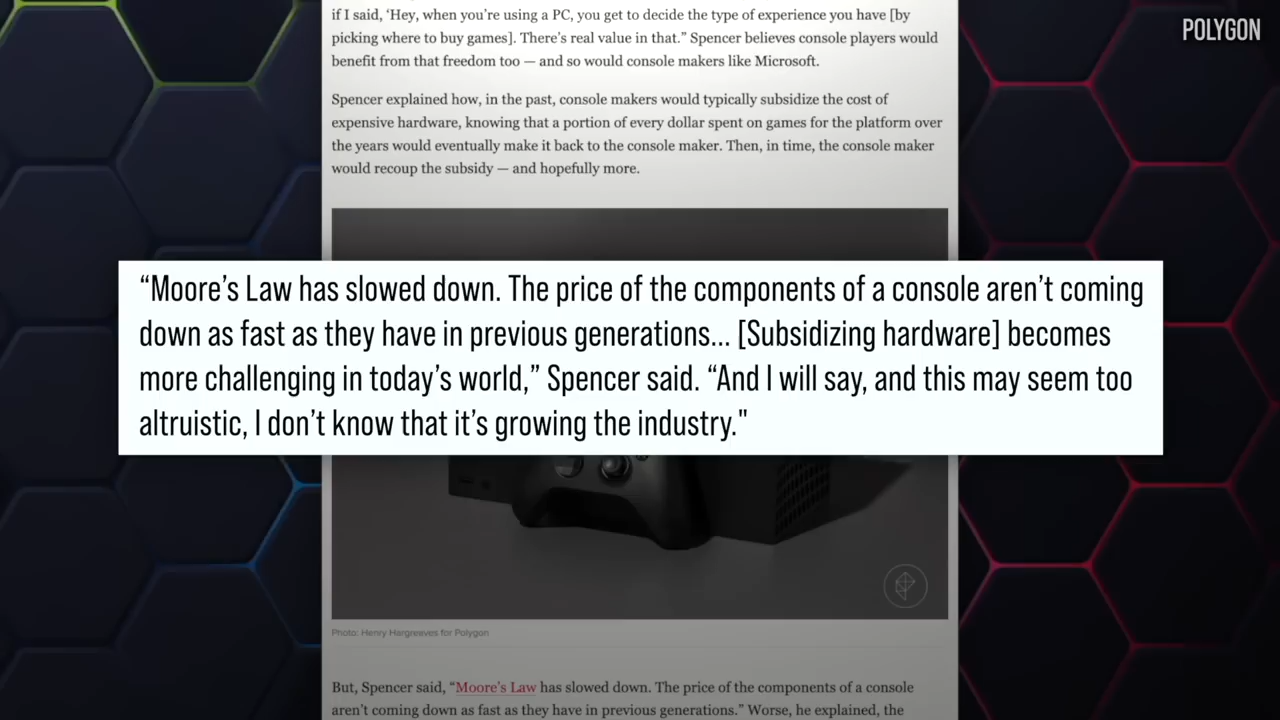 POLYGON
if I said, ‘Hey, when you’re using a PC, you get to decide the type of experience you have [by
picking where to buy games]. There’s real value in that.” Spencer believes console players would
benefit from that freedom too — and so would console makers like Microsoft.
Spencer explained how, in the past, console makers would typically subsidize the cost of
expensive hardware, knowing that a portion of every dollar spent on games for the platform over
the years would eventually make it back to the console maker. Then, in time, the console maker
would recoup the subsidy — and hopefully more.
“Moore’s Law has slowed down. The price of the components of a console aren’t coming
down as fast as they have in previous generations... [Subsidizing hardware] becomes
more challenging in today’s world,” Spencer said. “And I will say, and this may seem too
altruistic, I don’t know that it’s growing the industry."
Photo: Henry Hargreaves for Polygon
But, Spencer said, “Moore’s Law has slowed down. The price of the components of a console
aren’t coming down as fast as they have in previous generations.” Worse, he explained, the